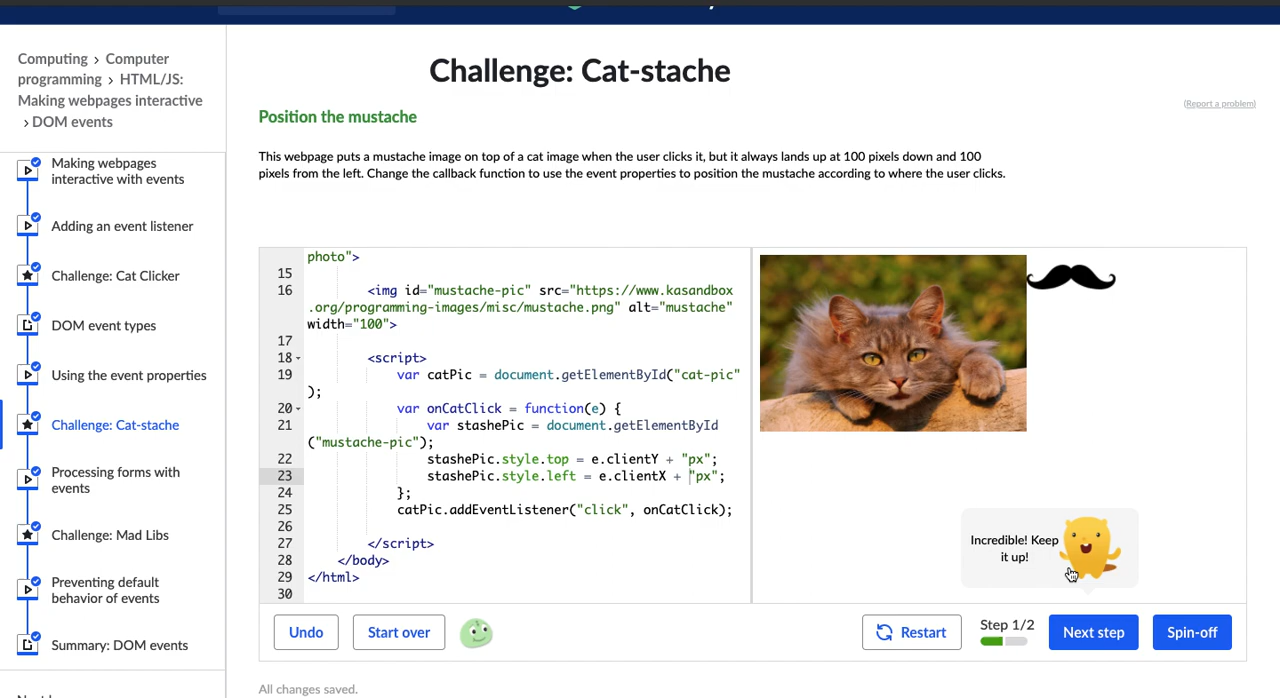 Computing › Computer
programming › HTML/JS:
Making webpages interactive
› DOM events
Making webpages
interactive with events
Adding an event listener
Challenge: Cat Clicker
DOM event types
Using the event properties
Challenge: Cat-stache
Processing forms with
events
Challenge: Mad Libs
Preventing default
behavior of events
Summary: DOM events
Challenge: Cat-stache
(Report a problem)
Position the mustache
This webpage puts a mustache image on top of a cat image when the user clicks it, but it always lands up at 100 pixels down and 100
pixels from the left. Change the callback function to use the event properties to position the mustache according to where the user clicks.
photo">
15
16 <img id="mustache-pic" src="https://www.kasandbox
.org/programming-images/misc/mustache.png" alt="mustache"
width="100">
17
18 <script>
19 var catPic = document.getElementById("cat-pic"
);
20 var onCatClick = function(e) {
21 var stashePic = document.getElementById
("mustache-pic");
22 stashePic.style.top = e.clientY + "px";
23 stashePic.style.left = e.clientX + "px";
24 };
25 catPic.addEventListener("click", onCatClick);
26
27 </script>
28 </body>
29 </html>
30
Incredible! Keep
it up!
Undo
Start over
Restart
Step 1/2
Next step
Spin-off
All changes saved.